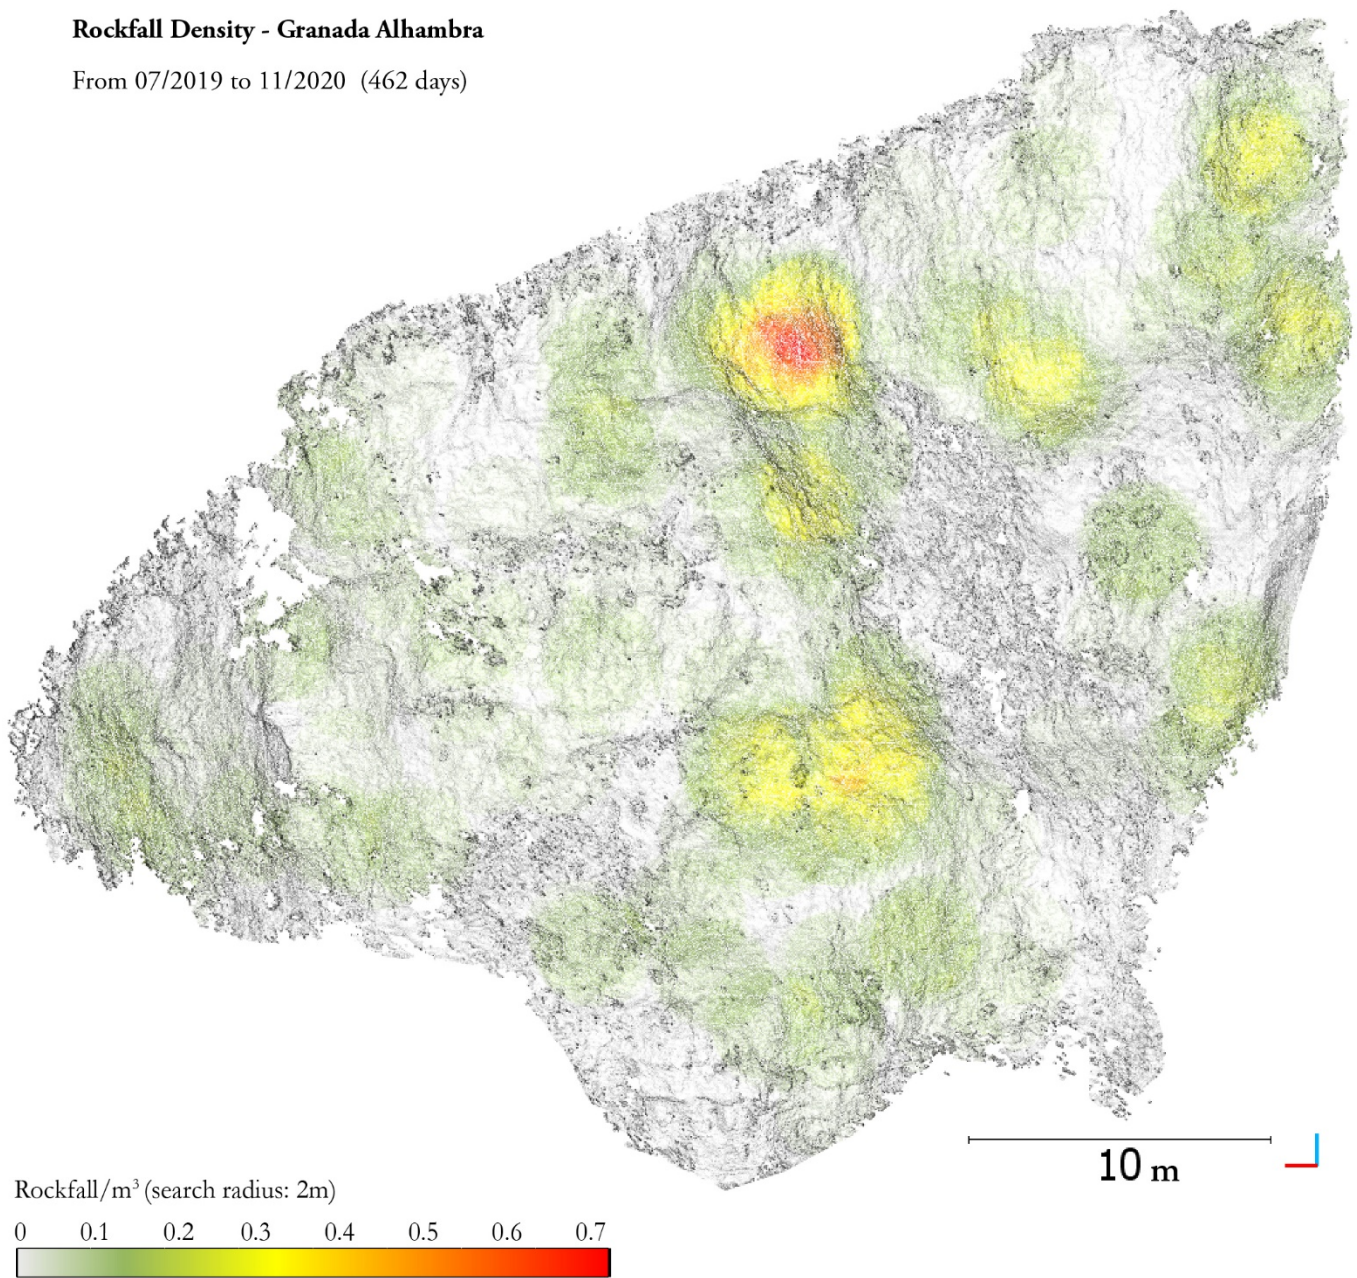 Rockfall Density - Granada Alhambra
From 07/2019 to 11/2020 (462 days)
10 m
Rockfall/m³ (search radius: 2m)
0 0.1 0.2 0.3 0.4 0.5 0.6 0.7